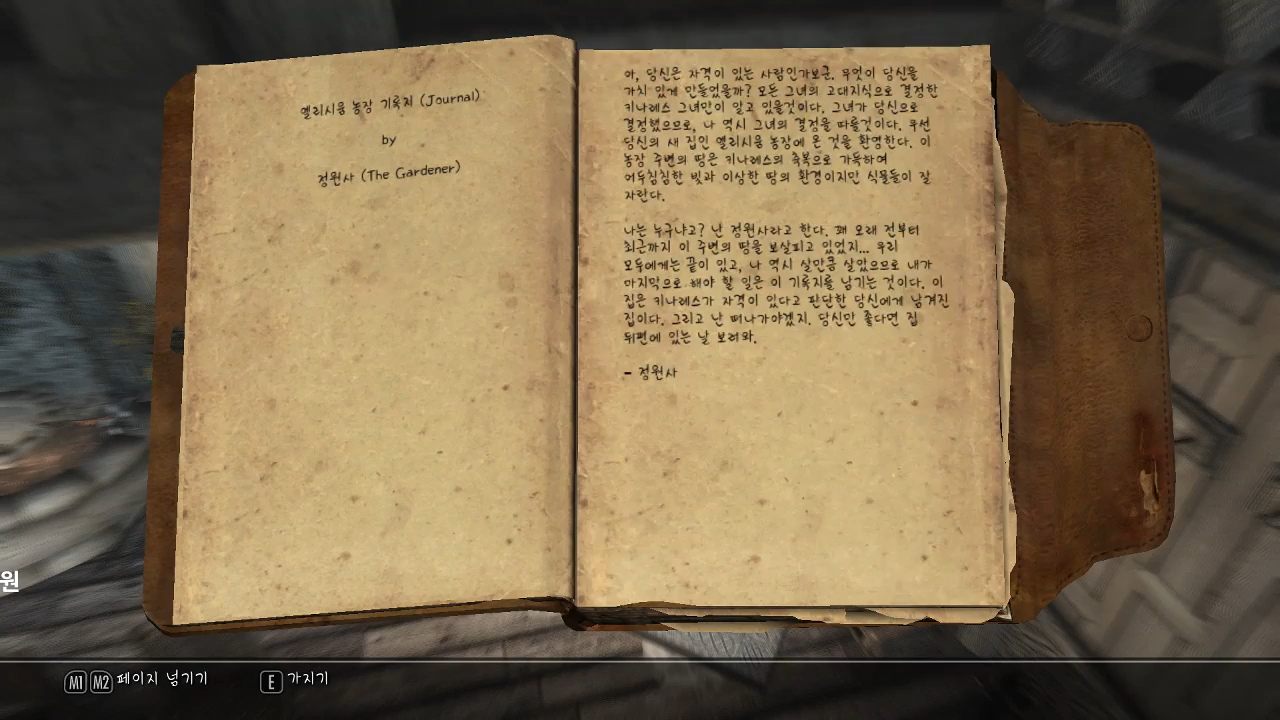 엘리시움 농장 기록지 (Journal)
by
정원사 (The Gardener)
아, 당신은 자격이 있는 사람인가보군. 무엇이 당신을
가치 있게 만들었을까? 모든 그녀의 고대지식으로 결정한
키나레스 그녀만이 알고 있을것이다. 그녀가 당신으로
결정했으므로, 나 역시 그녀의 결정을 따를것이다. 우선
당신의 새 집인 엘리시움 농장에 온 것을 환영한다. 이
농장 주변의 땅은 키나레스의 축복으로 가득하여
어두침침한 빛과 이상한 땅의 환경이지만 식물들이 잘
자란다.
나는 누구냐고? 난 정원사라고 한다. 꽤 오래 전부터
최근까지 이 주변의 땅을 보살피고 있었지... 우리
모두에게는 끝이 있고, 나 역시 살만큼 살았으므로 내가
마지막으로 해야 할 일은 이 기록지를 남기는 것이다. 이
집은 키나레스가 자격이 있다고 판단한 당신에게 남겨진
집이다. 그리고 난 떠나가야겠지. 당신만 좋다면 집
뒤편에 있는 날 보러와.
- 정원사
원
M1 M2 페이지 넘기기
E 가지기